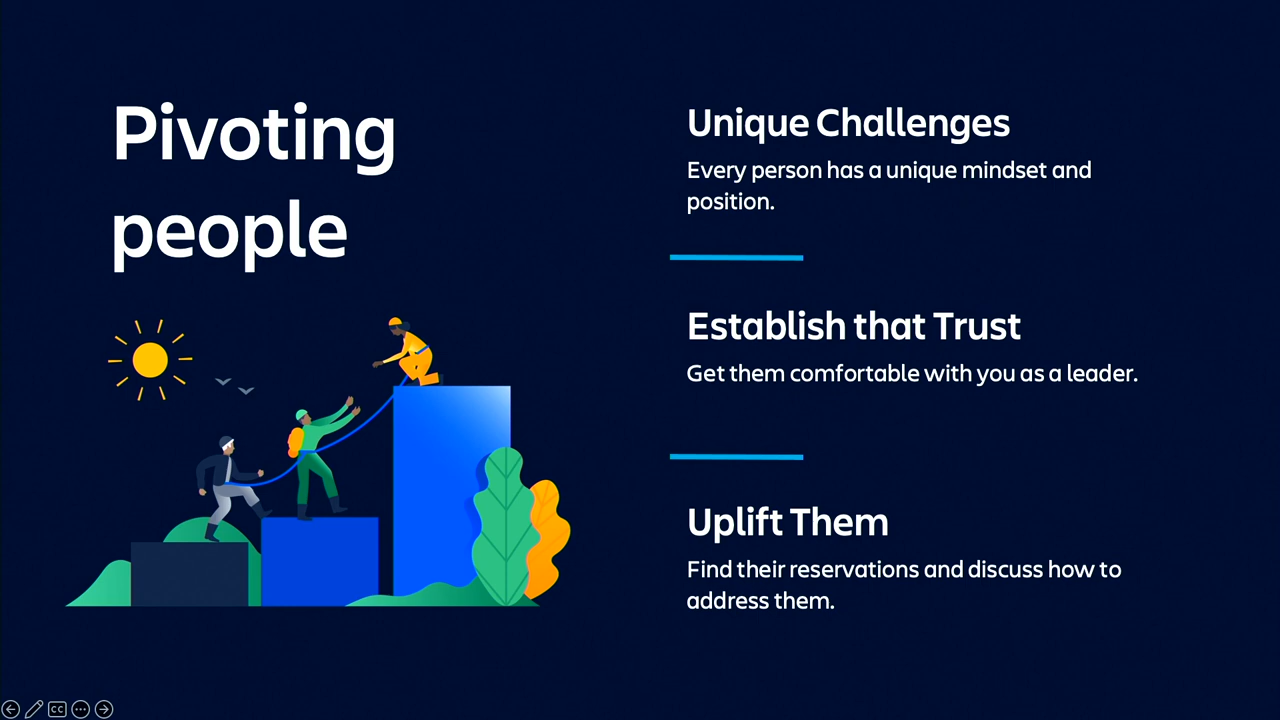 Pivoting
people
Unique Challenges
Every person has a unique mindset and
position.
Establish that Trust
Get them comfortable with you as a leader.
Uplift Them
Find their reservations and discuss how to
address them.
CC